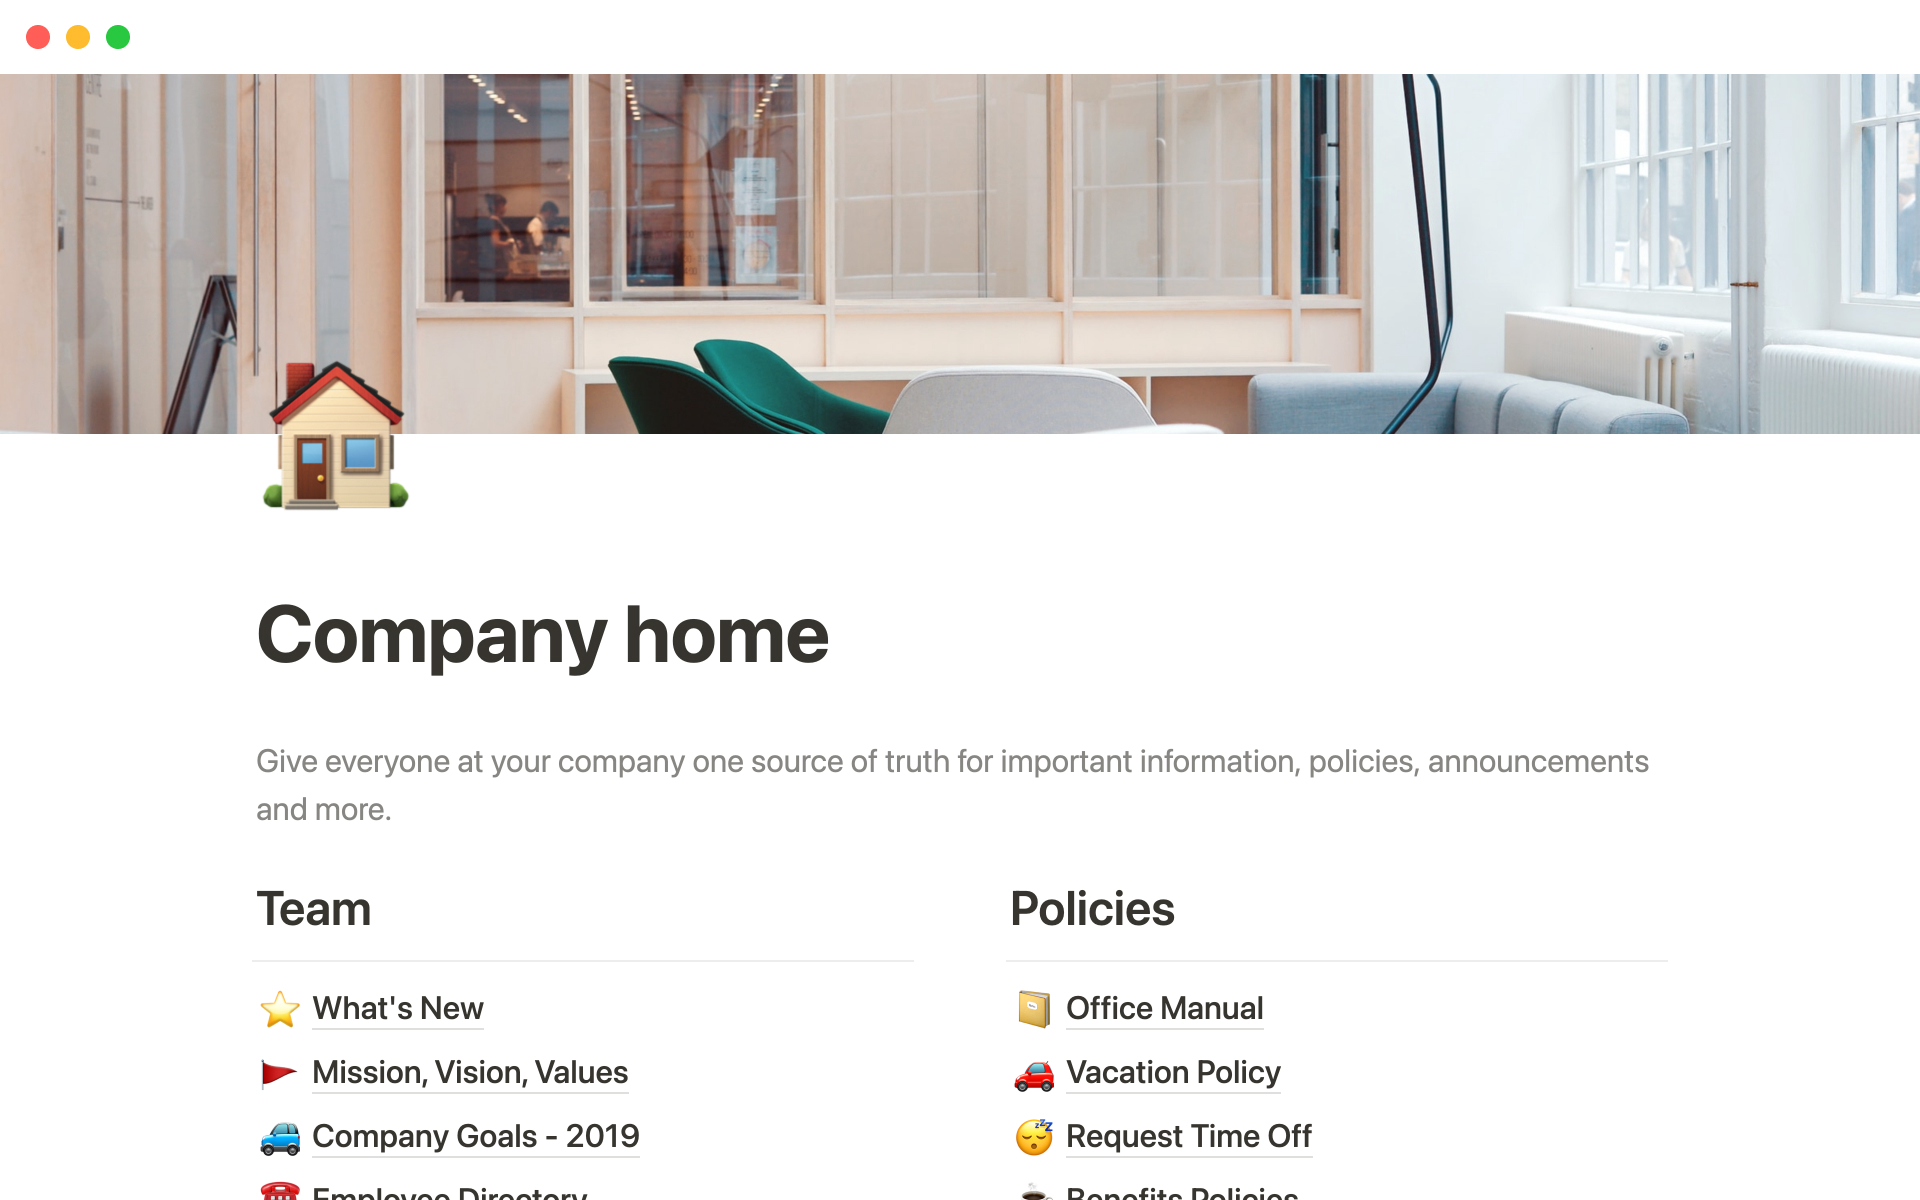 Company home
Give everyone at your company one source of truth for important information, policies, announcements
and more.
Team
What's New
Mission, Vision, Values
Company Goals - 2019
Employee Directory
Policies
Office Manual
Vacation Policy
Request Time Off
Benefits Policies